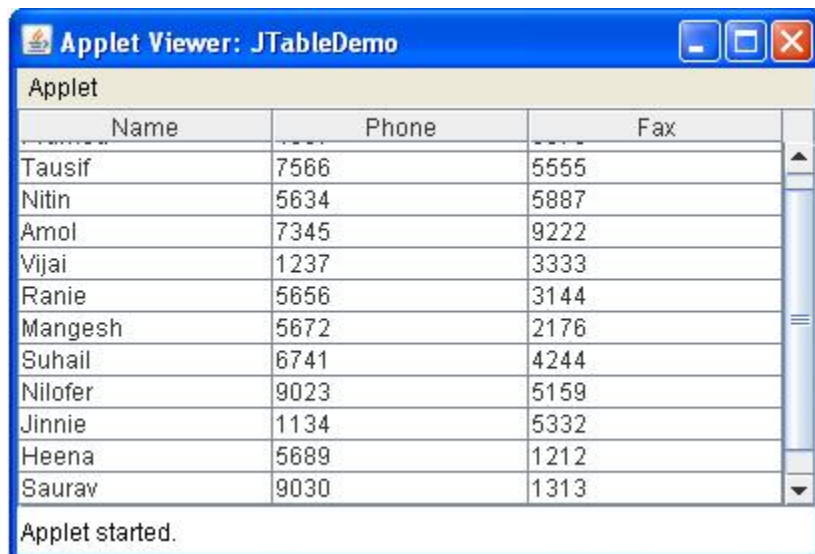 Applet Viewer: JTableDemo
Applet
Name Phone Fax
Tausif 7566 5555
Nitin 5634 5887
Amol 7345 9222
Vijai 1237 3333
Ranie 5656 3144
Mangesh 5672 2176
Suhail 6741 4244
Nilofer 9023 5159
Jinnie 1134 5332
Heena 5689 1212
Saurav 9030 1313
Applet started.